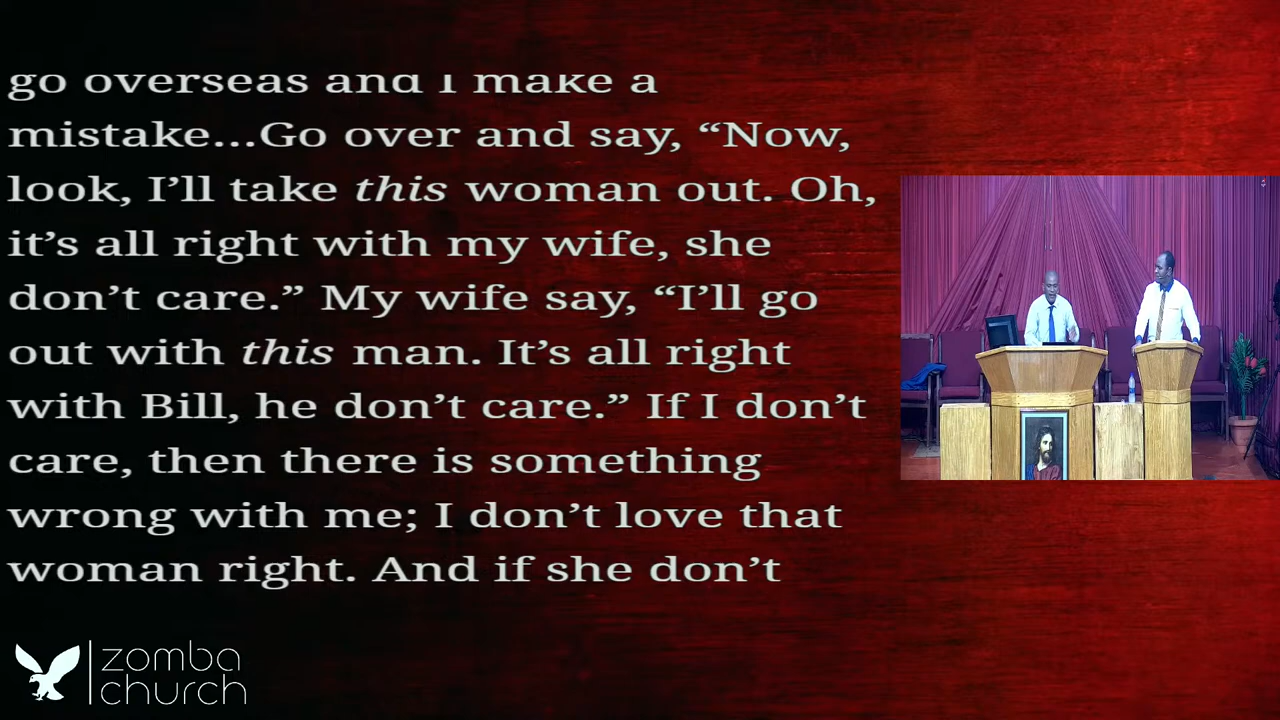 go overseas and I make a
mistake...Go over and say, “Now,
look, I’ll take this woman out. Oh,
it’s all right with my wife, she
don’t care.” My wife say, “I’ll go
out with this man. It’s all right
with Bill, he don’t care.” If I don’t
care, then there is something
wrong with me; I don’t love that
woman right. And if she don’t
zomba
church